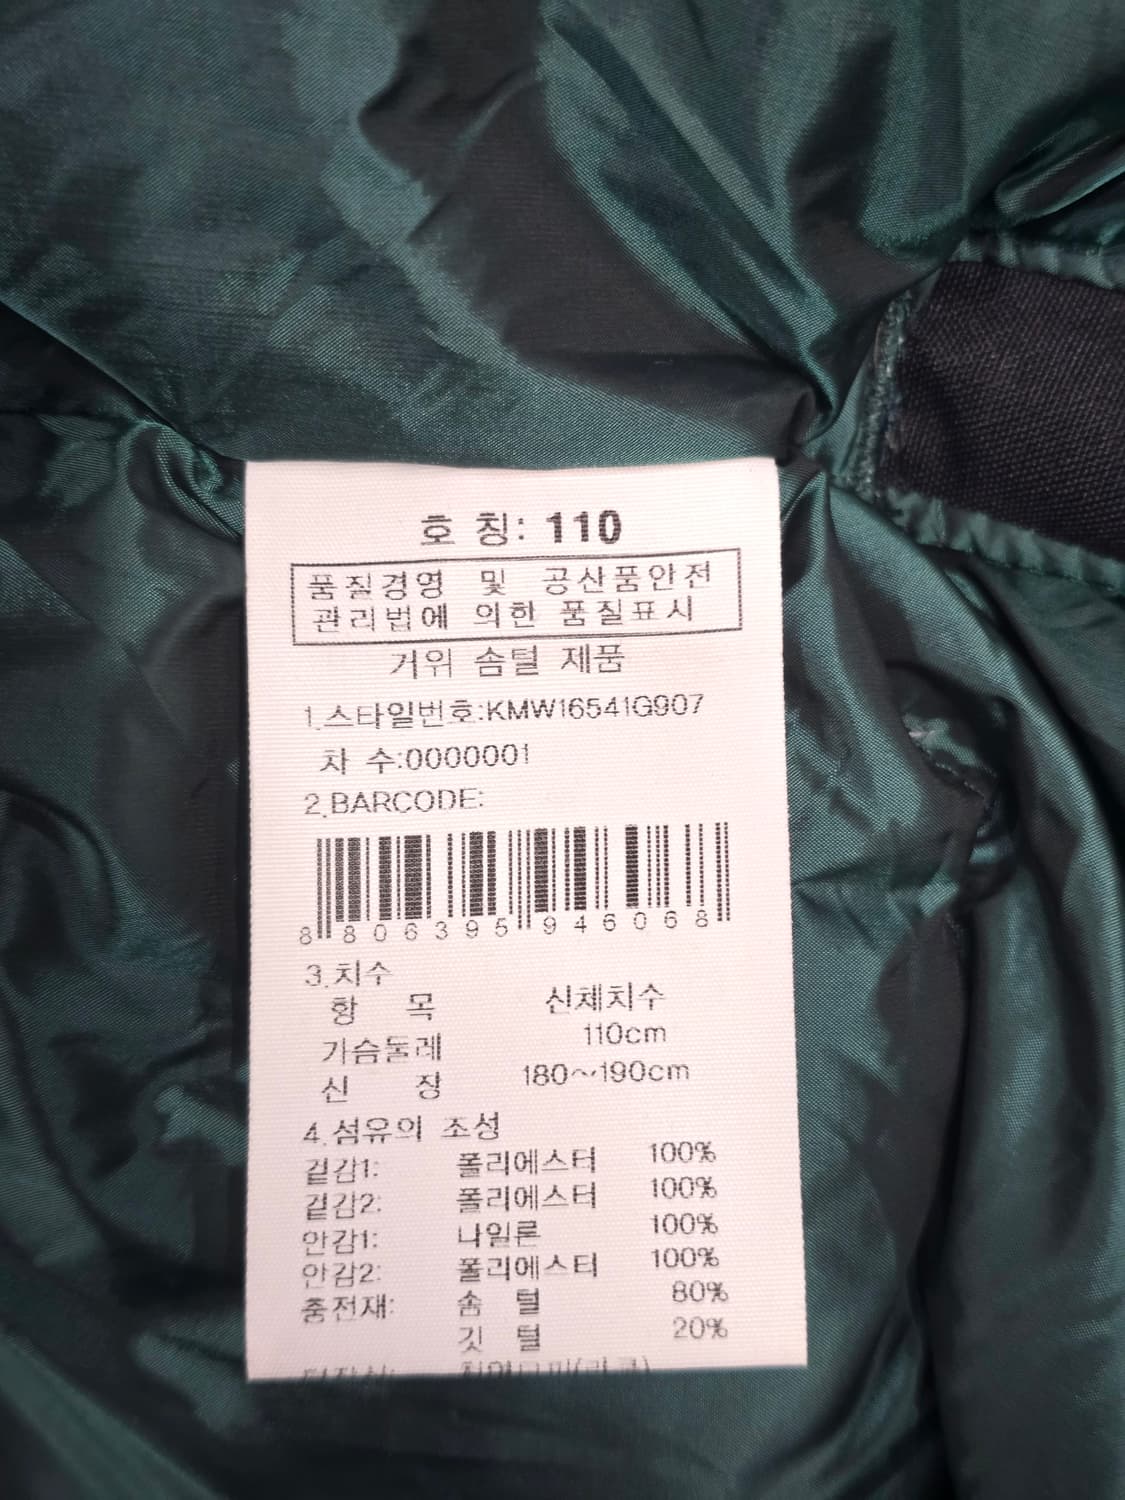 호 칭: 110
품질경영 및 공산품안전
관리법에 의한 품질표시
거위 솜털 제품
1.스타일번호:KMW16541G907
차 수:0000001
2.BARCODE:
8 806395 946068
3.치수
항 목 신체치수
가슴둘레 110cm
신 장 180~190cm
4.섬유의 조성
겉감1: 폴리에스터 100%
겉감2: 폴리에스터 100%
안감1: 나일론 100%
안감2: 폴리에스터 100%
충전재: 솜 털 80%
깃 털 20%